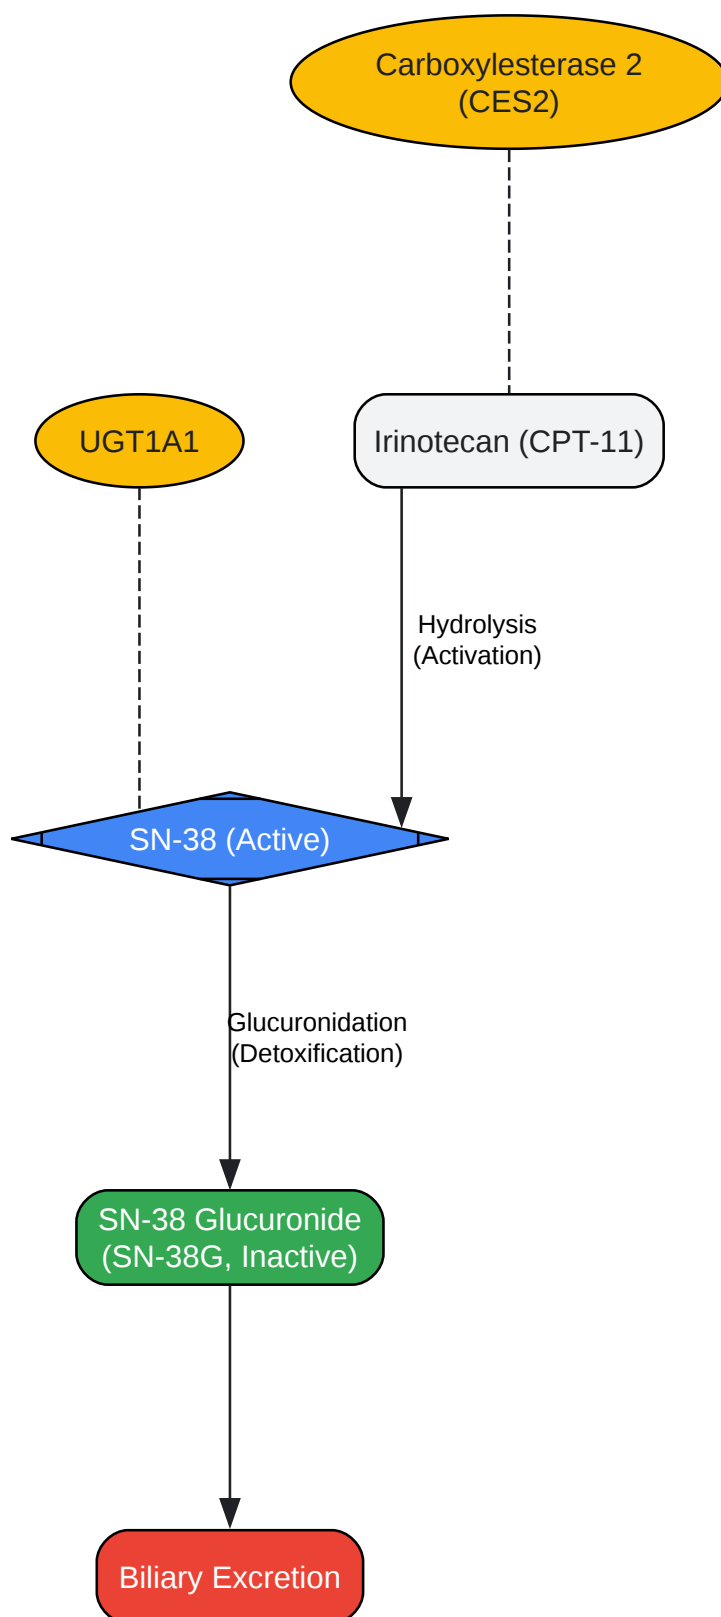 Carboxylesterase 2
(CES2)
UGT1A1
Irinotecan (CPT-11)
Hydrolysis
(Activation)
SN-38 (Active)
Glucuronidation
(Detoxification)
SN-38 Glucuronide
(SN-38G, Inactive)
Biliary Excretion